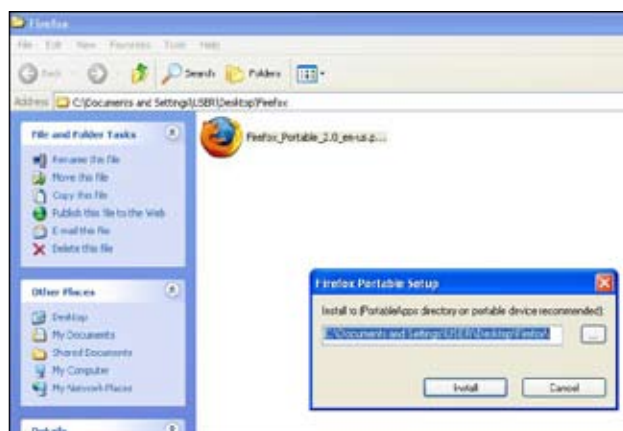 Firefox
File Edit View Favorites Tools Help
Back Search Folders
Address C:\Documents and Settings\USER\Desktop\Firefox
File and Folder Tasks
Rename this file
Move this file
Copy this file
Publish this file to the Web
E-mail this file
Delete this file
Firefox_Portable_2.0_en-us.p...
Other Places
Desktop
My Documents
Shared Documents
My Computer
My Network Places
Details
Firefox Portable Setup
Install to (PortableApps directory on portable device recommended):
C:\Documents and Settings\USER\Desktop\Firefox\
...
Install Cancel